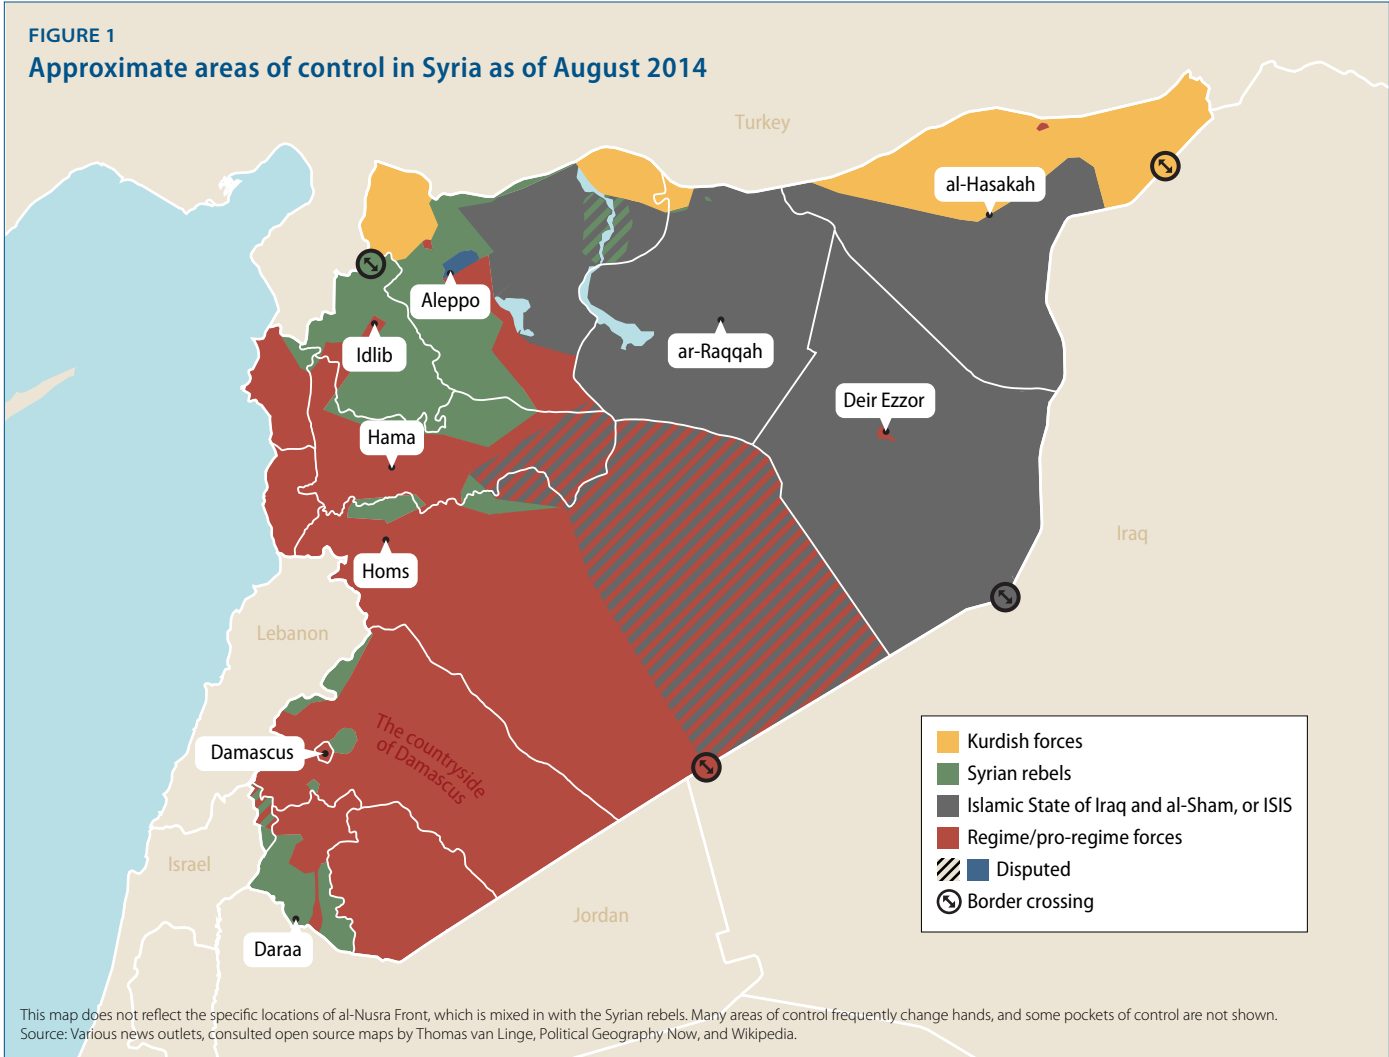 FIGURE 1
Approximate areas of control in Syria as of August 2014
Turkey
al-Hasakah
Aleppo
Idlib
ar-Raqqah
Deir Ezzor
Hama
Iraq
Homs
Lebanon
The countryside
of Damascus
Damascus
Israel
Jordan
Daraa
Kurdish forces
Syrian rebels
Islamic State of Iraq and al-Sham, or ISIS
Regime/pro-regime forces
Disputed
Border crossing
This map does not reflect the specific locations of al-Nusra Front, which is mixed in with the Syrian rebels. Many areas of control frequently change hands, and some pockets of control are not shown.
Source: Various news outlets, consulted open source maps by Thomas van Linge, Political Geography Now, and Wikipedia.